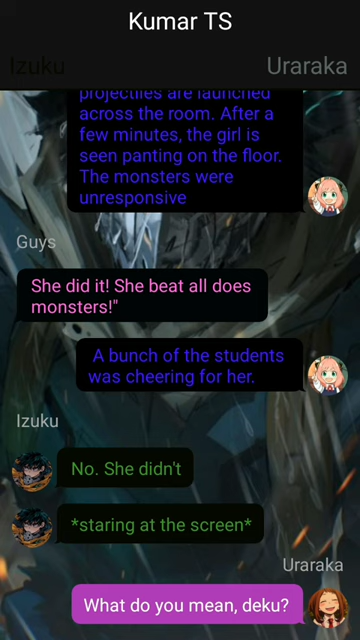 Kumar TS
Izuku
Uraraka
projectiles are launched
across the room. After a
few minutes, the girl is
seen panting on the floor.
The monsters were
unresponsive
Guys
She did it! She beat all does
monsters!"
A bunch of the students
was cheering for her.
Izuku
No. She didn't
*staring at the screen*
Uraraka
What do you mean, deku?